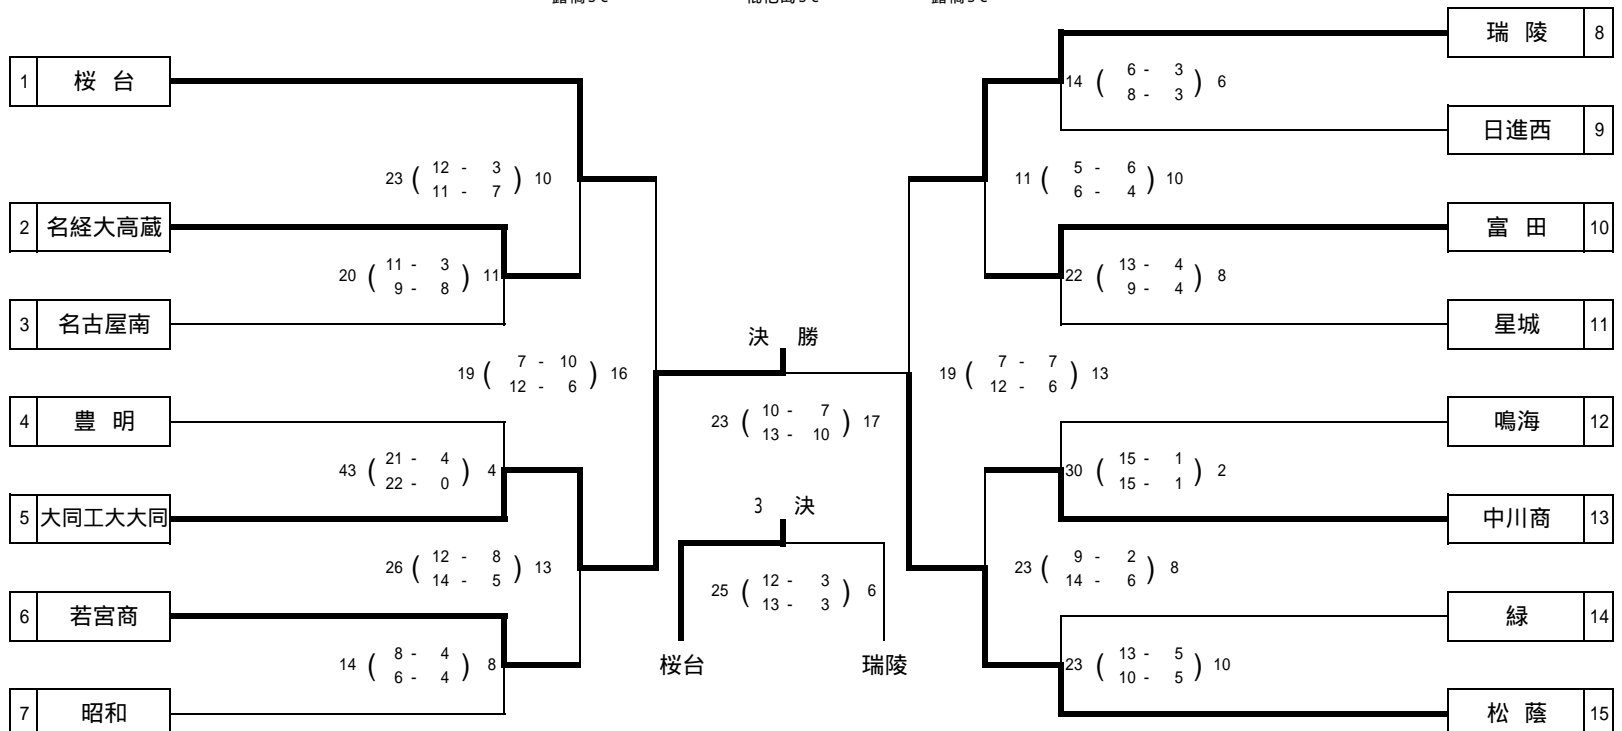 瑞 陵 8
1 桜 台
14 ( 6 - 3 8 - 3 ) 6
日進西 9
23 ( 12 - 3 11 - 7 ) 10
11 ( 5 - 6 6 - 4 ) 10
2 名経大高蔵
富 田 10
20 ( 11 - 3 9 - 8 ) 11
22 ( 13 - 4 9 - 4 ) 8
3 名古屋南
星城 11
決 勝
19 ( 7 - 10 12 - 6 ) 16
19 ( 7 - 7 12 - 6 ) 13
4 豊 明
23 ( 10 - 7 13 - 10 ) 17
鳴海 12
43 ( 21 - 4 22 - 0 ) 4
30 ( 15 - 1 15 - 1 ) 2
5 大同工大大同
3 決
中川商 13
26 ( 12 - 8 14 - 5 ) 13
23 ( 9 - 2 14 - 6 ) 8
25 ( 12 - 3 13 - 3 ) 6
6 若宮商
緑 14
14 ( 8 - 4 6 - 4 ) 8
桜台
瑞陵
23 ( 13 - 5 10 - 5 ) 10
7 昭和
松 蔭 15